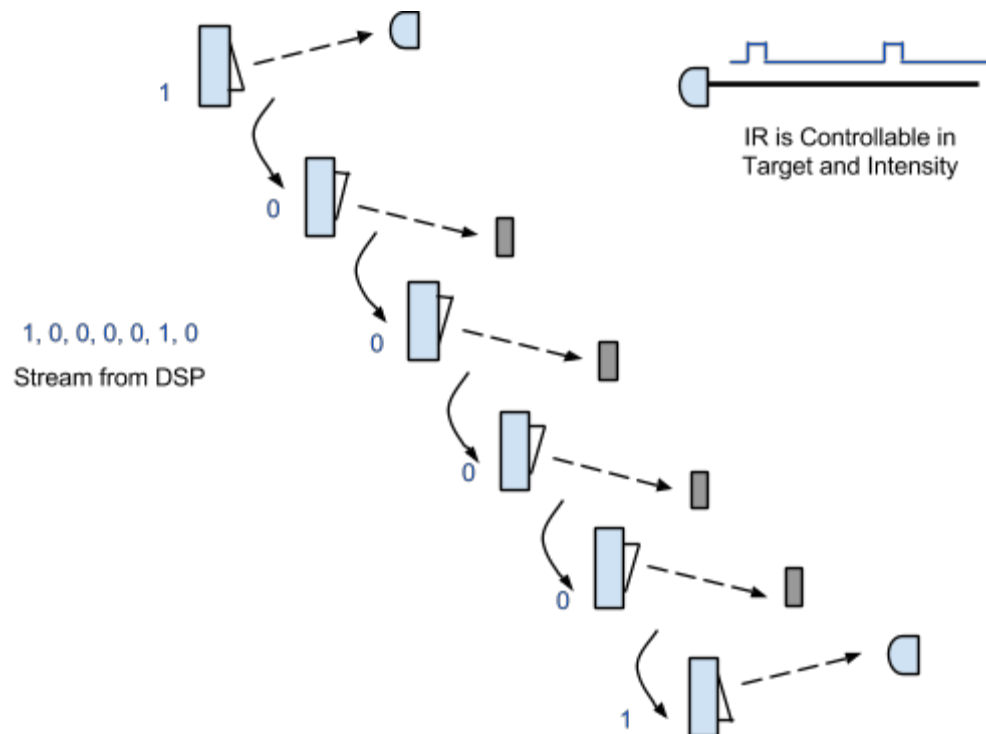 1
IR is Controllable in
Target and Intensity
0
1, 0, 0, 0, 0, 1, 0
Stream from DSP
0
0
0
1